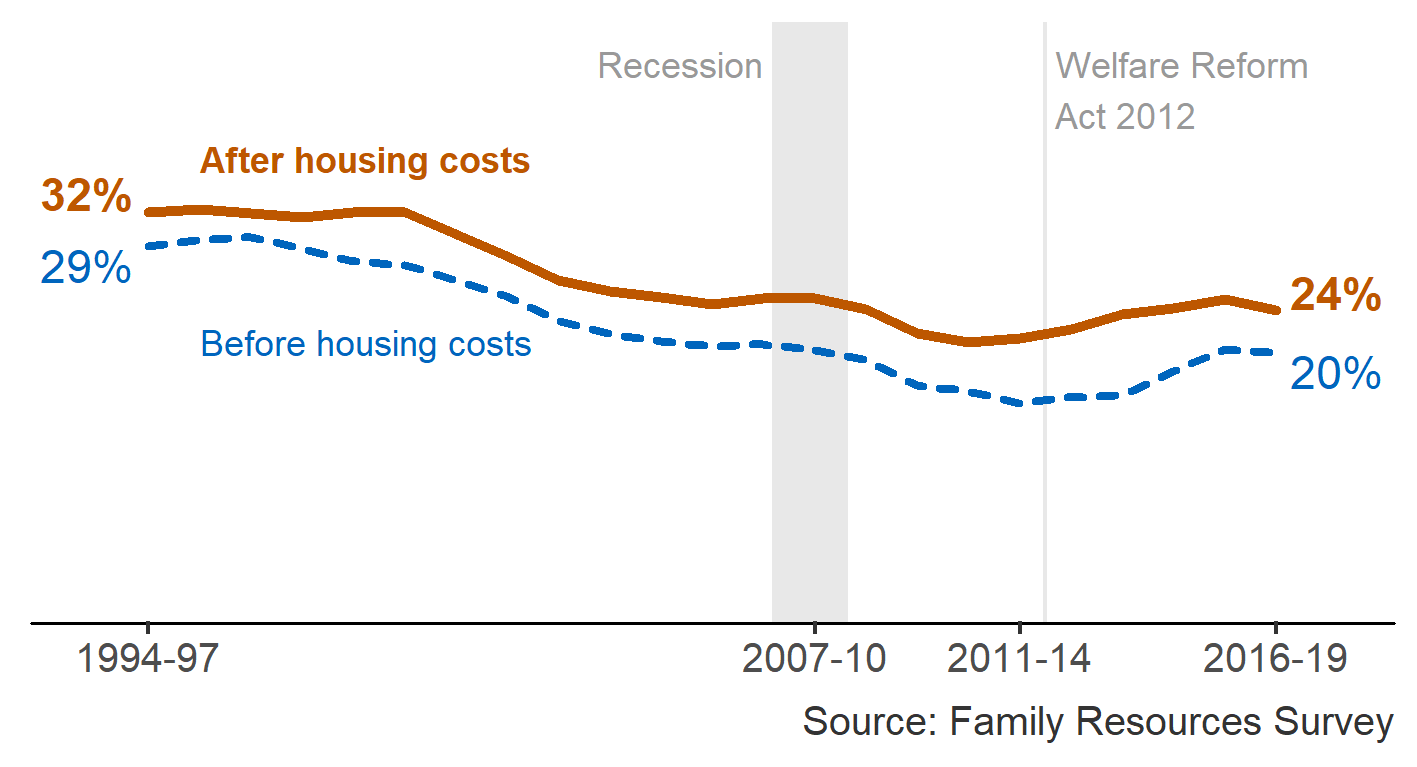 Recession
Welfare Reform
Act 2012
After housing costs
32%
29%
Before housing costs
24%
20%
1994-97
2007-10
2011-14
2016-19
Source: Family Resources Survey